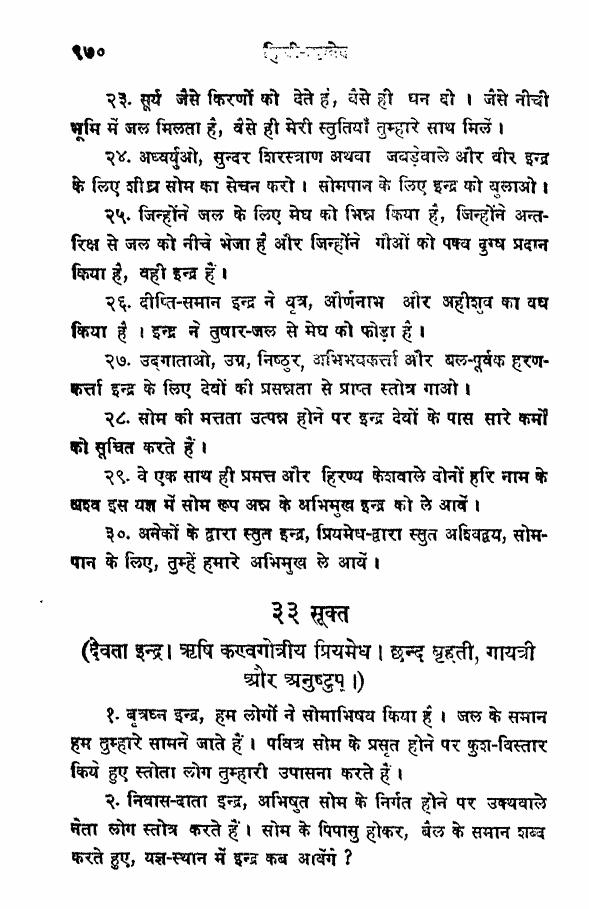 ९७०	हिन्दी-ऋग्वेद
२३. सूर्य जैसे किरणों को देते हं, वैसे ही धन दो । जैसे नीची
भूमि में जल मिलता है, वैसे ही मेरी स्तुतियाँ तुम्हारे साथ मिलें ।
२४. अध्वर्युओ, सुन्दर शिरस्त्राण अथवा जबड़ेवाले और वीर इन्द्र
के लिए शीघ्र सोम का सेचन करो । सोमपान के लिए इन्द्र को बुलाओ ।
२५. जिन्होंने जल के लिए मेघ को भिन्न किया है, जिन्होंने अन्त-
रिक्ष से जल को नीचे भेजा है और जिन्होंने गौओं को पक्व दुग्ध प्रदान
किया है, वही इन्द्र हैं ।
२६. दीप्ति-समान इन्द्र ने वृत्र, और्णनाभ और अहीशुव का वध
किया है । इन्द्र ने तुषार-जल से मेघ को फोड़ा है ।
२७. उद्गाताओ, उग्र, निष्ठुर, अभिभवकर्त्ता और बल-पूर्वक हरण-
कर्त्ता इन्द्र के लिए देवों की प्रसन्नता से प्राप्त स्तोत्र गाओ ।
२८. सोम की मत्तता उत्पन्न होने पर इन्द्र देवों के पास सारे कर्मों
को सूचित करते हैं ।
२९. वे एक साथ ही प्रमत्त और हिरण्य केशवाले दोनों हरि नाम के
अश्व इस यज्ञ में सोम रूप अन्न के अभिमुख इन्द्र को ले आवें ।
३०. अनेकों के द्वारा स्तुत इन्द्र, प्रियमेध-द्वारा स्तुत अश्विद्वय, सोम-
पान के लिए, तुम्हें हमारे अभिमुख ले आयें ।
३३ सूक्त
(देवता इन्द्र। ऋषि कण्वगोत्रीय प्रियमेध । छन्द बृहती, गायत्री
और अनुष्टुप् ।)
१. वृत्रघ्न इन्द्र, हम लोगों ने सोमाभिषव किया है । जल के समान
हम तुम्हारे सामने जाते हैं । पवित्र सोम के प्रसृत होने पर कुश-विस्तार
किये हुए स्तोता लोग तुम्हारी उपासना करते हैं ।
२. निवास-दाता इन्द्र, अभिषुत सोम के निर्गत होने पर उक्थवाले
नेता लोग स्तोत्र करते हैं । सोम के पिपासु होकर, बैल के समान शब्द
करते हुए, यज्ञ-स्थान में इन्द्र कब आवेंगे ?